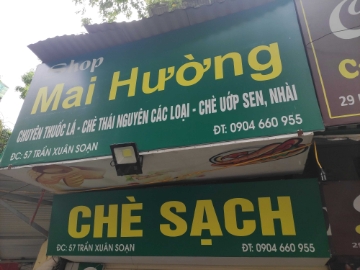 Shop
Mai Hường
CHUYÊN THUỐC LÁ - CHÈ THÁI NGUYÊN CÁC LOẠI - CHÈ ƯỚP SEN, NHÀI
ĐC: 57 TRẦN XUÂN SOẠN
ĐT: 0904 660 955
CHÈ SẠCH
ĐC: 57 TRẦN XUÂN SOẠN
ĐT: 0904 660 955
29